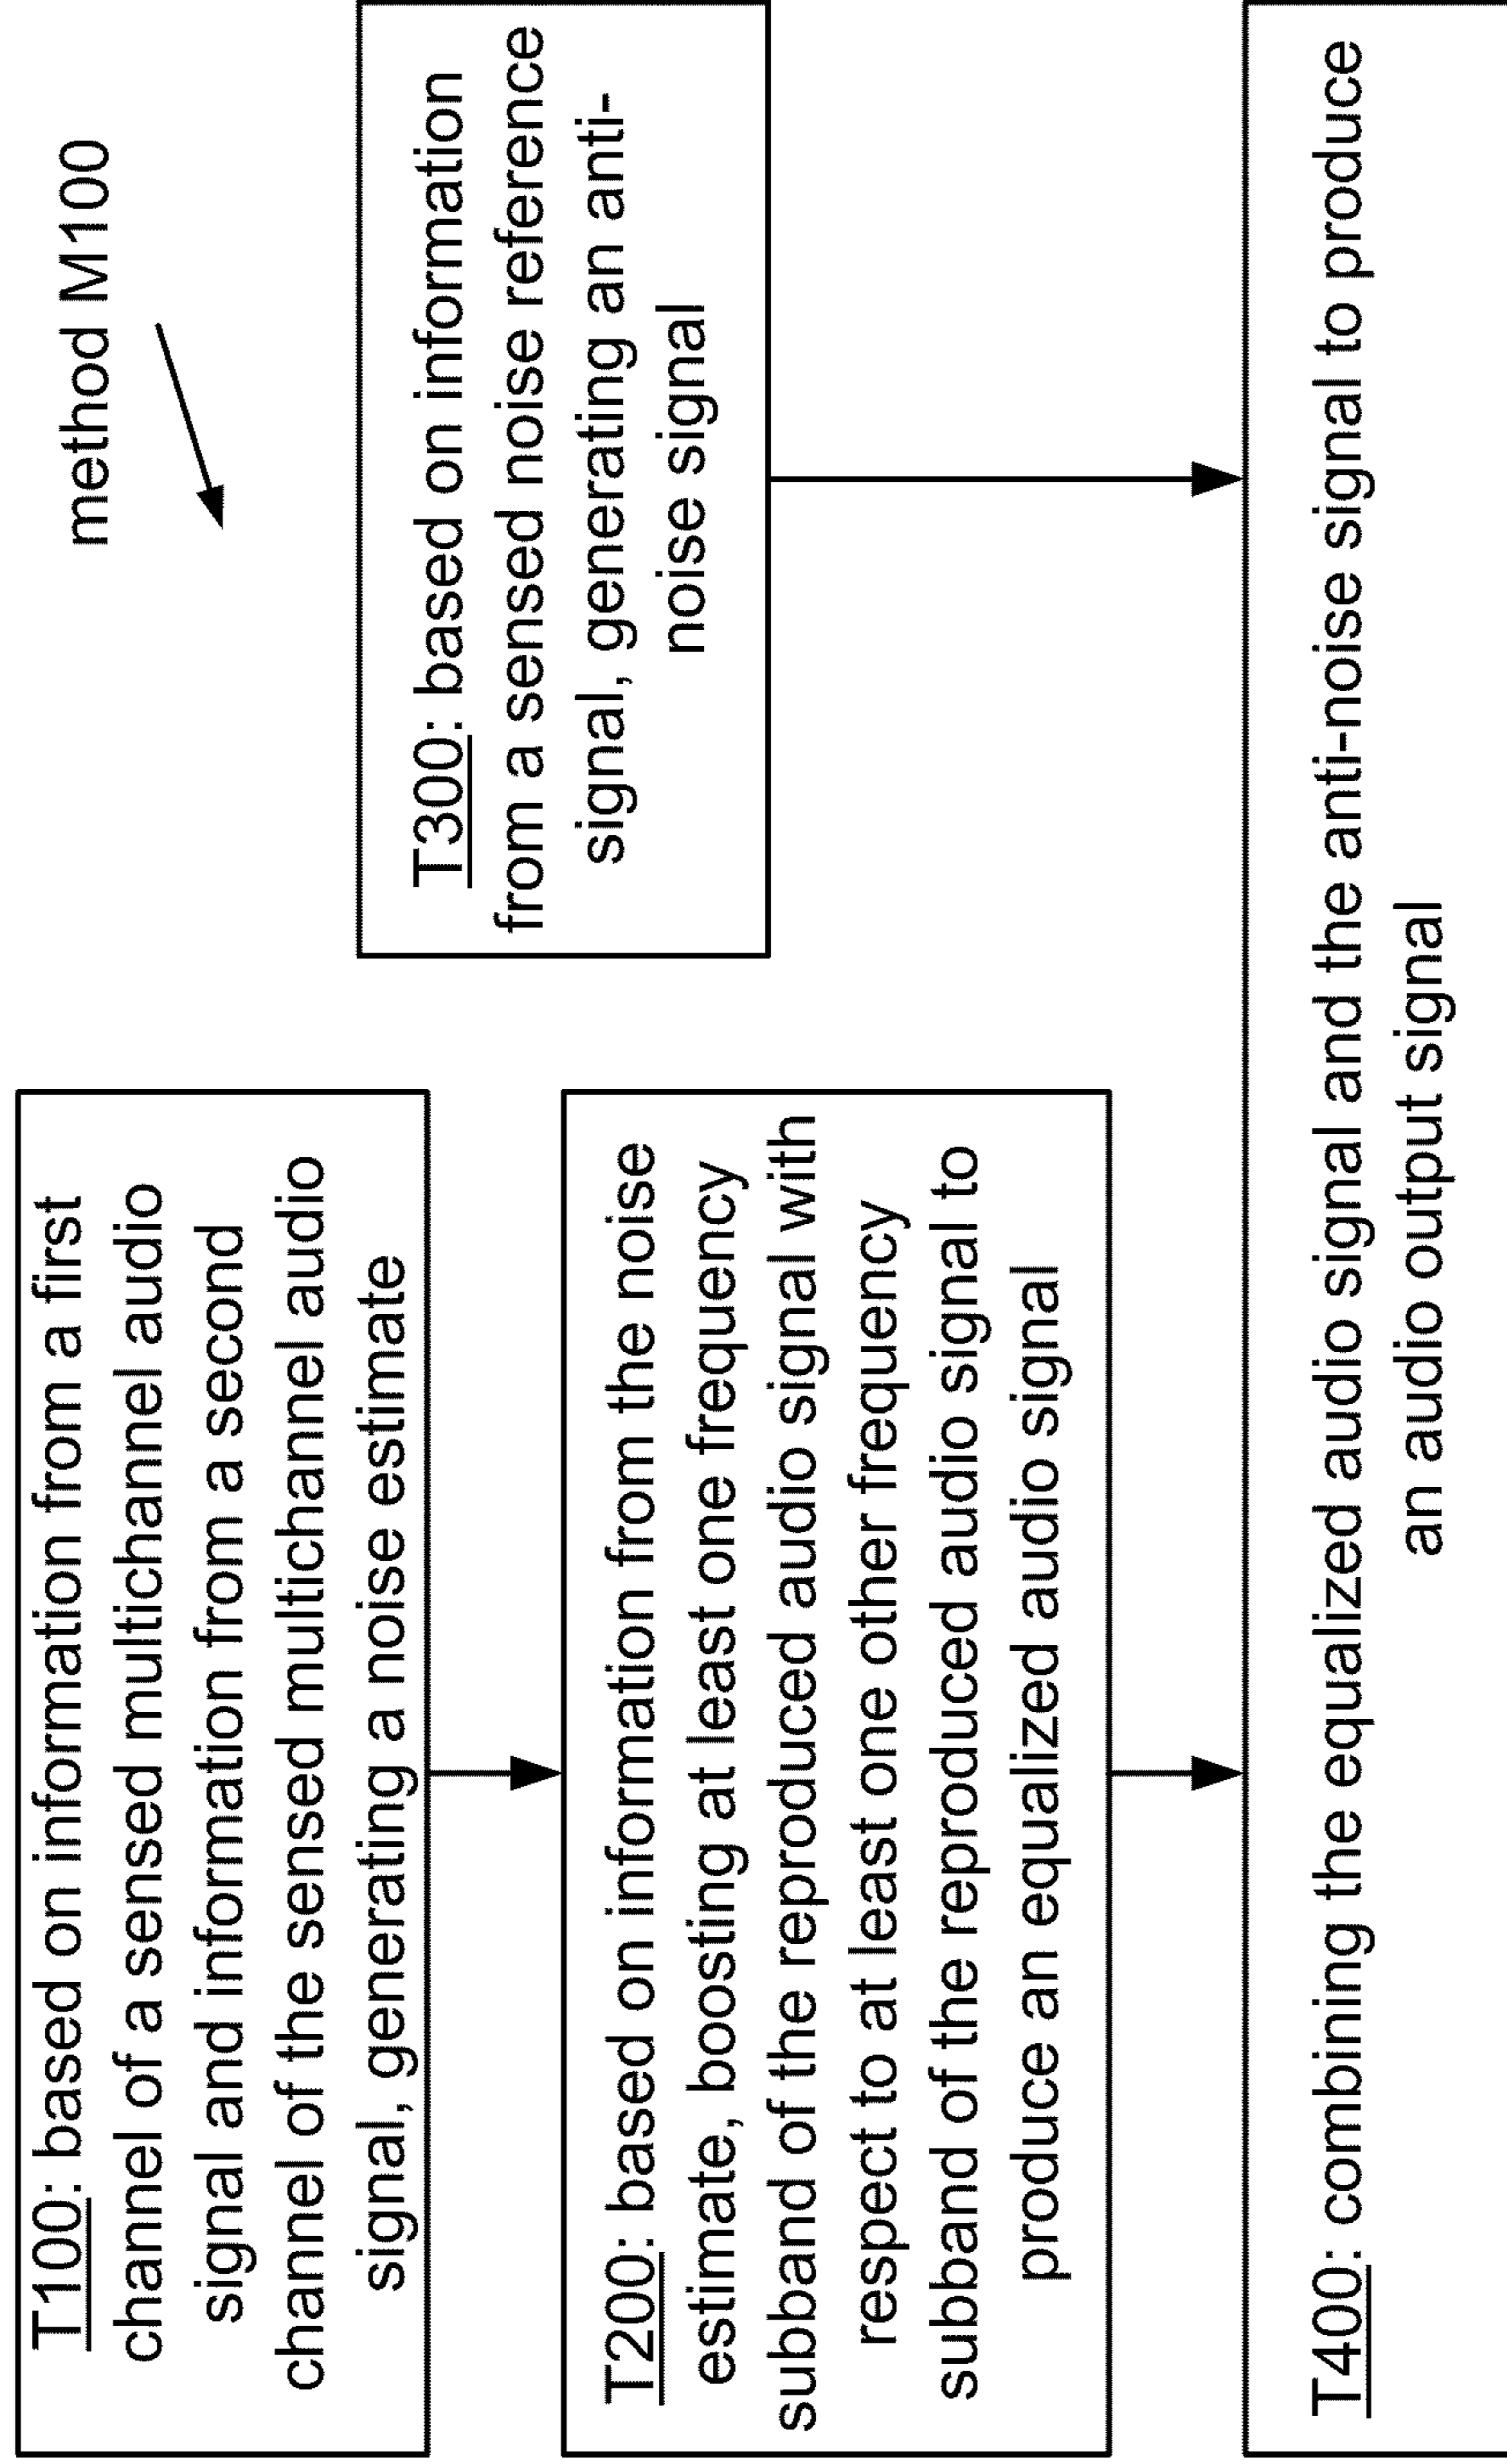 method M100
T100: based on information from a first
channel of a sensed multichannel audio
signal and information from a second
channel of the sensed multichannel audio
signal, generating a noise estimate
T200: based on information from the noise
estimate, boosting at least one frequency
subband of the reproduced audio signal with
respect to at least one other frequency
subband of the reproduced audio signal to
produce an equalized audio signal
T300: based on information
from a sensed noise reference
signal, generating an anti-
noise signal
T400: combining the equalized audio signal and the anti-noise signal to produce
an audio output signal